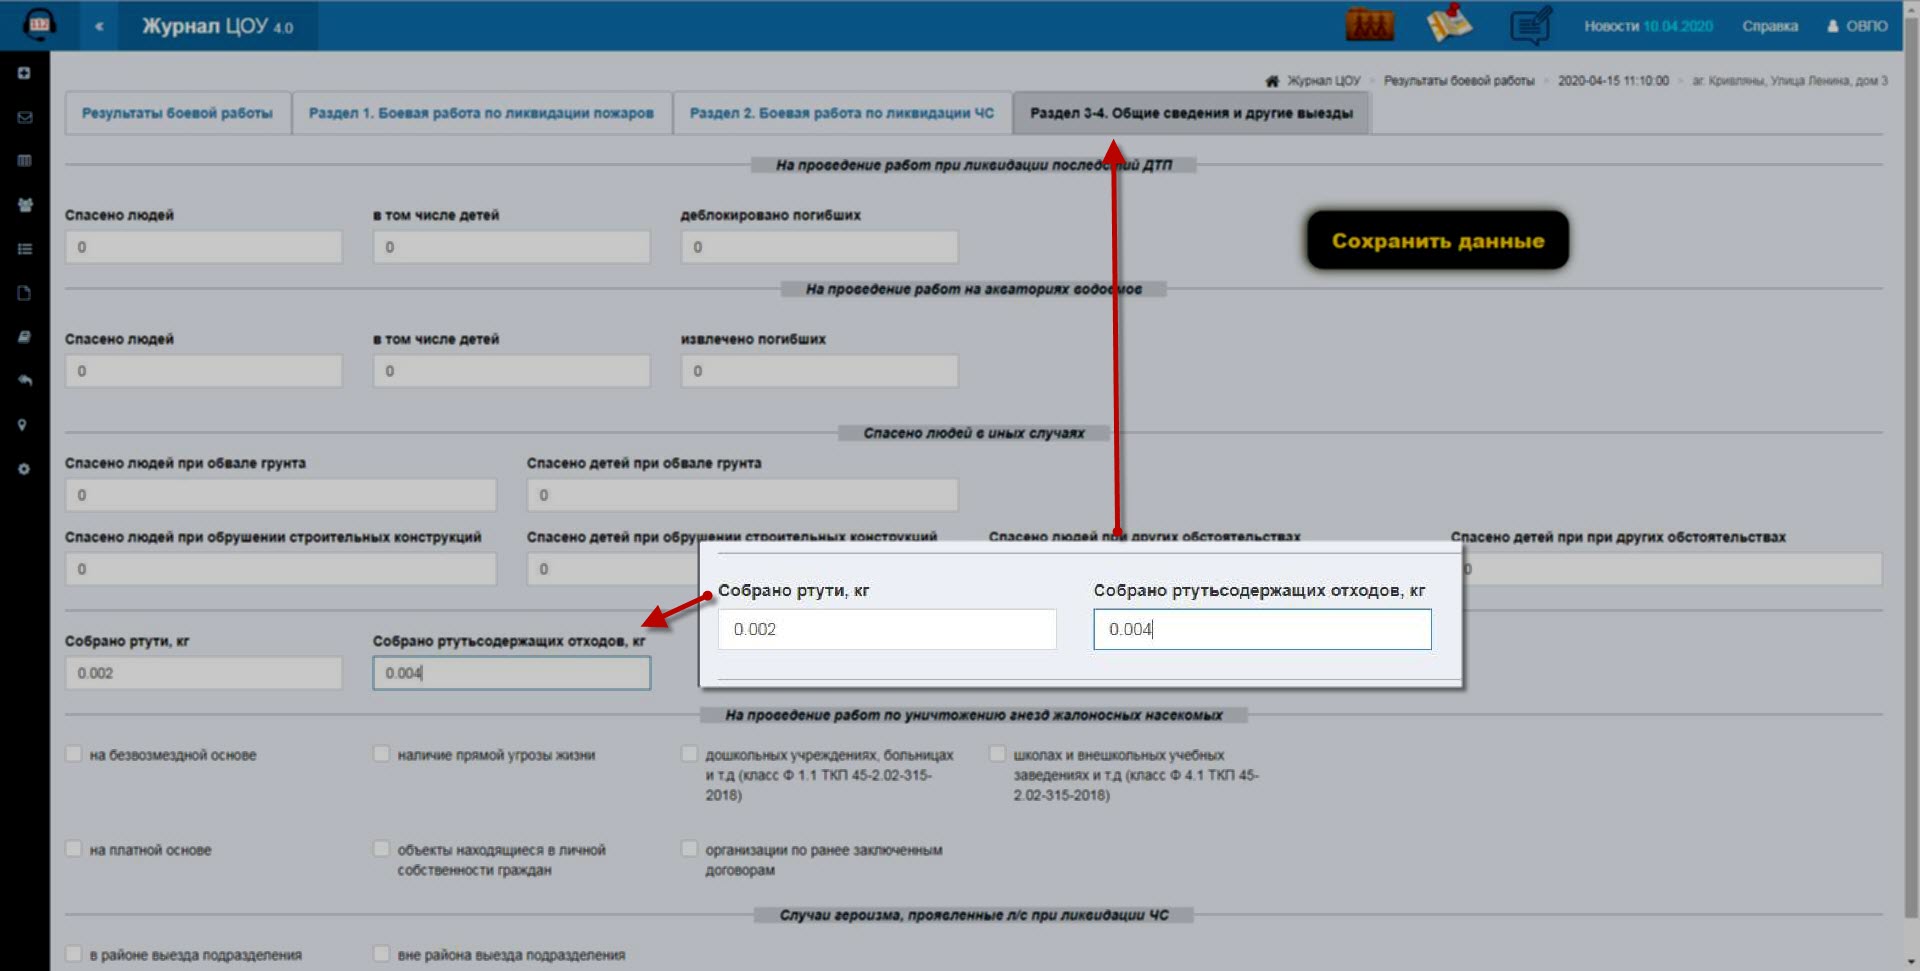 112
« Журнал ЦОУ 4.0
Новости 10.04.2020 Справка ОВПО
Журнал ЦОУ Результаты боевой работы 2020-04-15 11:10:00 аг. Кривляны, Улица Ленина, дом 3
Результаты боевой работы Раздел 1. Боевая работа по ликвидации пожаров Раздел 2. Боевая работа по ликвидации ЧС Раздел 3-4. Общие сведения и другие выезды
На проведение работ при ликвидации последствий ДТП
Спасено людей в том числе детей деблокировано погибших
0 0 0
Сохранить данные
На проведение работ на акваториях водоемов
Спасено людей в том числе детей извлечено погибших
0 0 0
Спасено людей в иных случаях
Спасено людей при обвале грунта Спасено детей при обвале грунта
0 0
Спасено людей при обрушении строительных конструкций Спасено детей при обрушении строительных конструкций Спасено людей при других обстоятельствах Спасено детей при при других обстоятельствах
0 0 0
Собрано ртути, кг Собрано ртутьсодержащих отходов, кг
0.002 0.004
Собрано ртути, кг Собрано ртутьсодержащих отходов, кг
0.002 0.004
На проведение работ по уничтожению гнезд жалоносных насекомых
на безвозмездной основе наличие прямой угрозы жизни дошкольных учреждениях, больницах школах и внешкольных учебных
и т.д (класс Ф 1.1 ТКП 45-2.02-315- заведениях и т.д (класс Ф 4.1 ТКП 45-
2018) 2.02-315-2018)
на платной основе объекты находящиеся в личной организации по ранее заключенным
собственности граждан договорам
Случаи героизма, проявленные л/с при ликвидации ЧС
в районе выезда подразделения вне района выезда подразделения